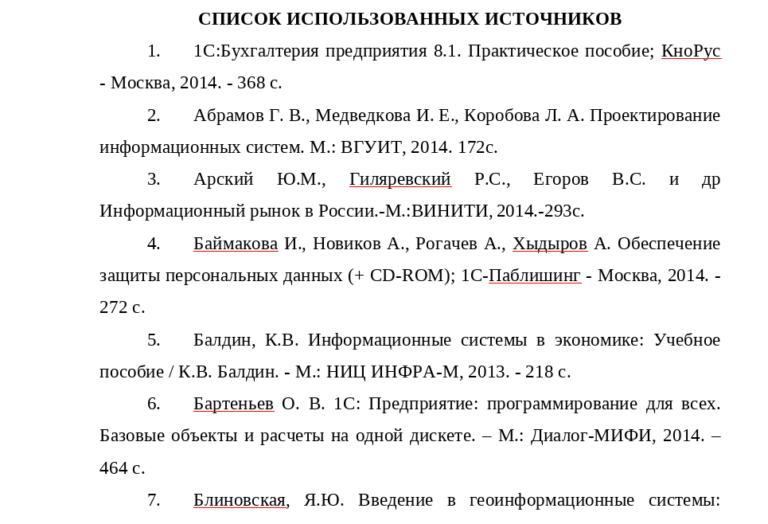 СПИСОК ИСПОЛЬЗОВАННЫХ ИСТОЧНИКОВ
1. 1С:Бухгалтерия предприятия 8.1. Практическое пособие; КноРус
- Москва, 2014. - 368 с.
2. Абрамов Г. В., Медведкова И. Е., Коробова Л. А. Проектирование
информационных систем. М.: ВГУИТ, 2014. 172с.
3. Арский Ю.М., Гиляревский Р.С., Егоров В.С. и др
Информационный рынок в России.-М.:ВИНИТИ, 2014.-293с.
4. Баймакова И., Новиков А., Рогачев А., Хыдыров А. Обеспечение
защиты персональных данных (+ CD-ROM); 1С-Паблишинг - Москва, 2014. -
272 с.
5. Балдин, К.В. Информационные системы в экономике: Учебное
пособие / К.В. Балдин. - М.: НИЦ ИНФРА-М, 2013. - 218 с.
6. Бартеньев О. В. 1С: Предприятие: программирование для всех.
Базовые объекты и расчеты на одной дискете. – М.: Диалог-МИФИ, 2014. –
464 с.
7. Блиновская, Я.Ю. Введение в геоинформационные системы: